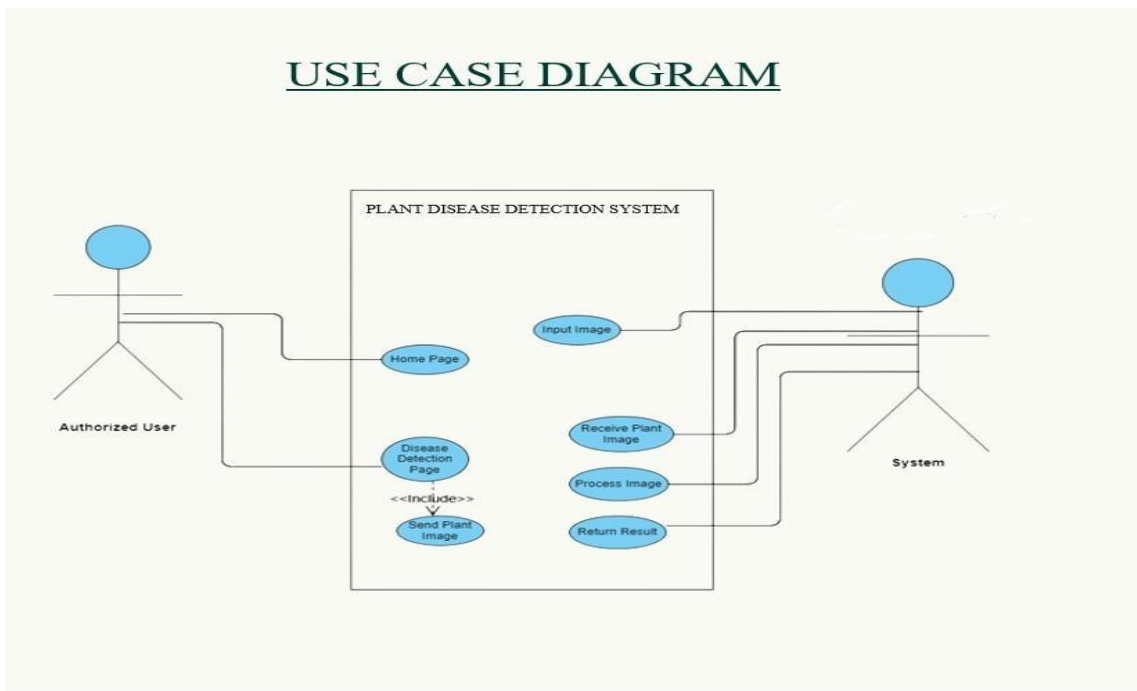 USE CASE DIAGRAM
PLANT DISEASE DETECTION SYSTEM
Input Image
Home Page
Authorized User
Receive Plant
Image
Disease
Detection
Page
System
Process Image
<<Include>>
Send Plant
Image
Return Result